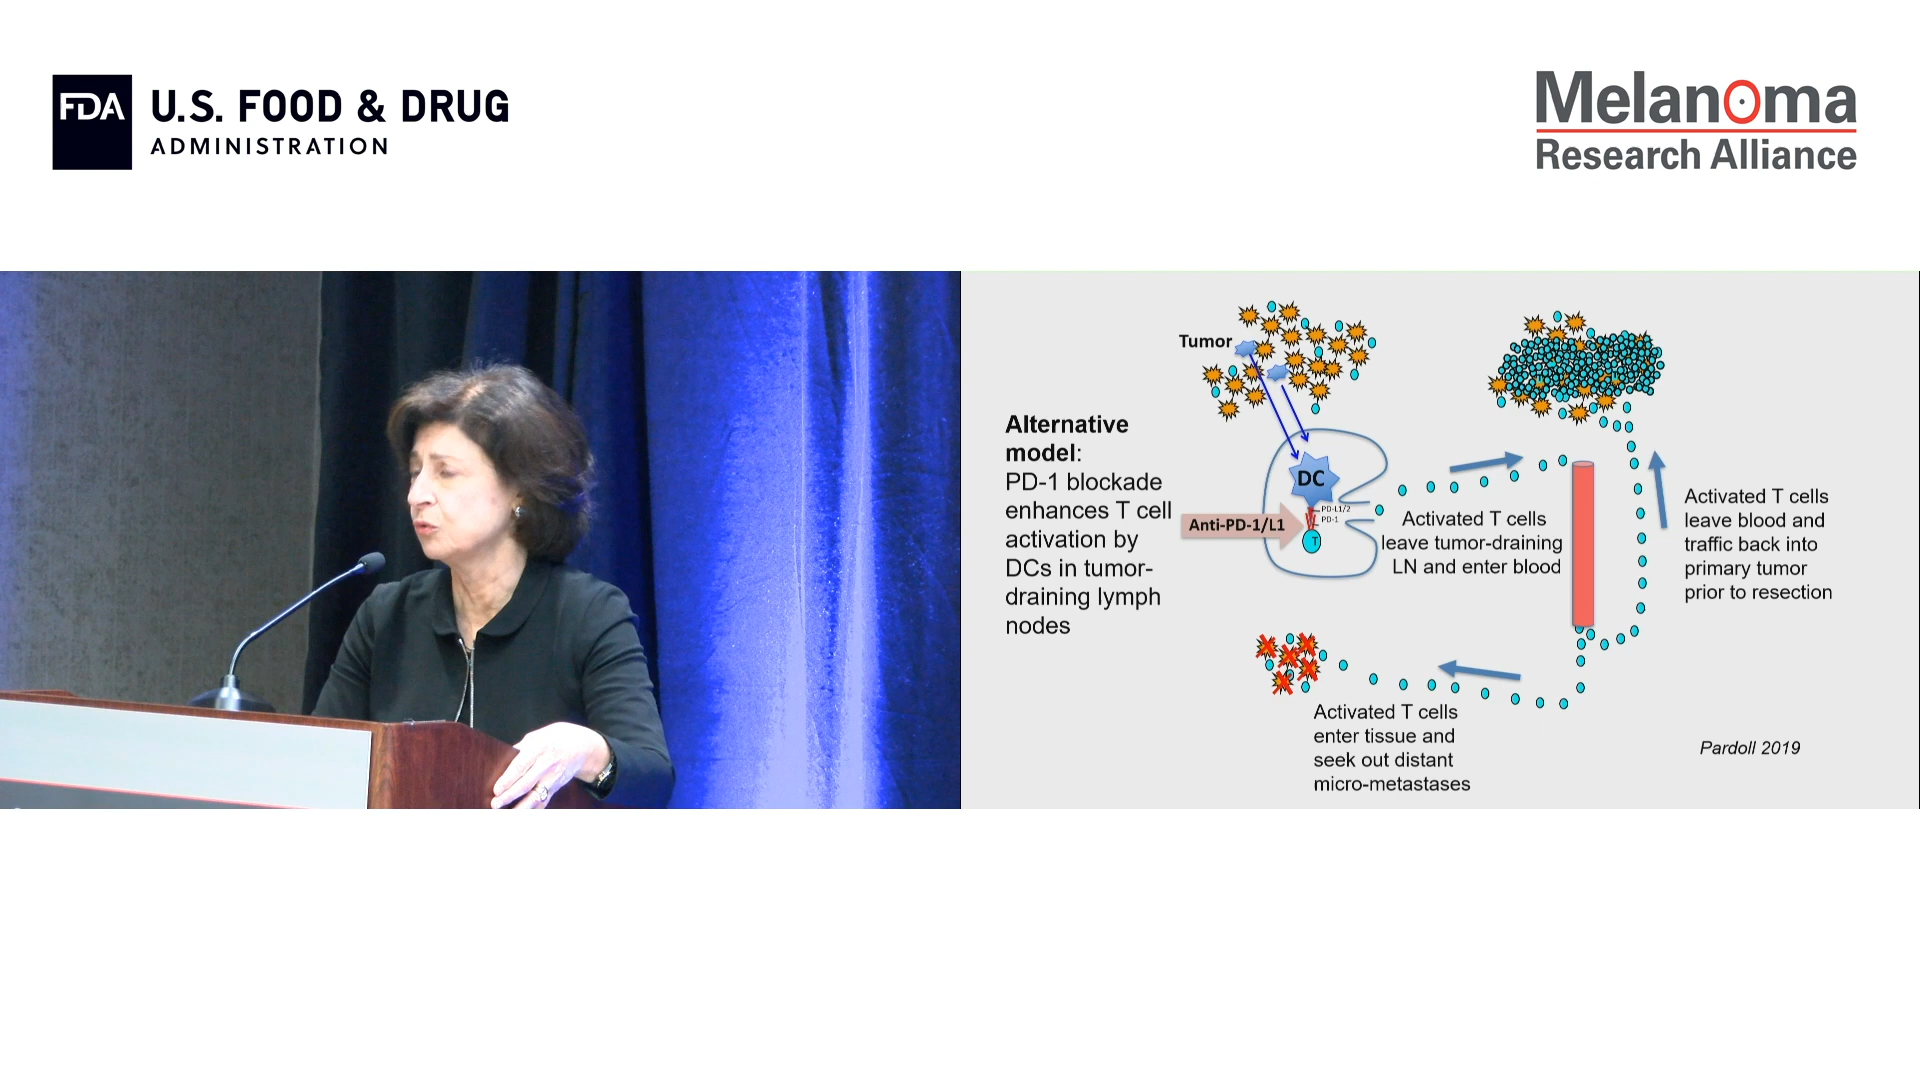 FDA
U.S. FOOD & DRUG
ADMINISTRATION
Melanoma
Research Alliance
Alternative
model:
PD-1 blockade
enhances T cell
activation by
DCs in tumor-
draining lymph
nodes
Tumor
DC
PD-L1/2
PD-1
Anti-PD-1/L1
T
Activated T cells
leave tumor-draining
LN and enter blood
Activated T cells
leave blood and
traffic back into
primary tumor
prior to resection
Activated T cells
enter tissue and
seek out distant
micro-metastases
Pardoll 2019